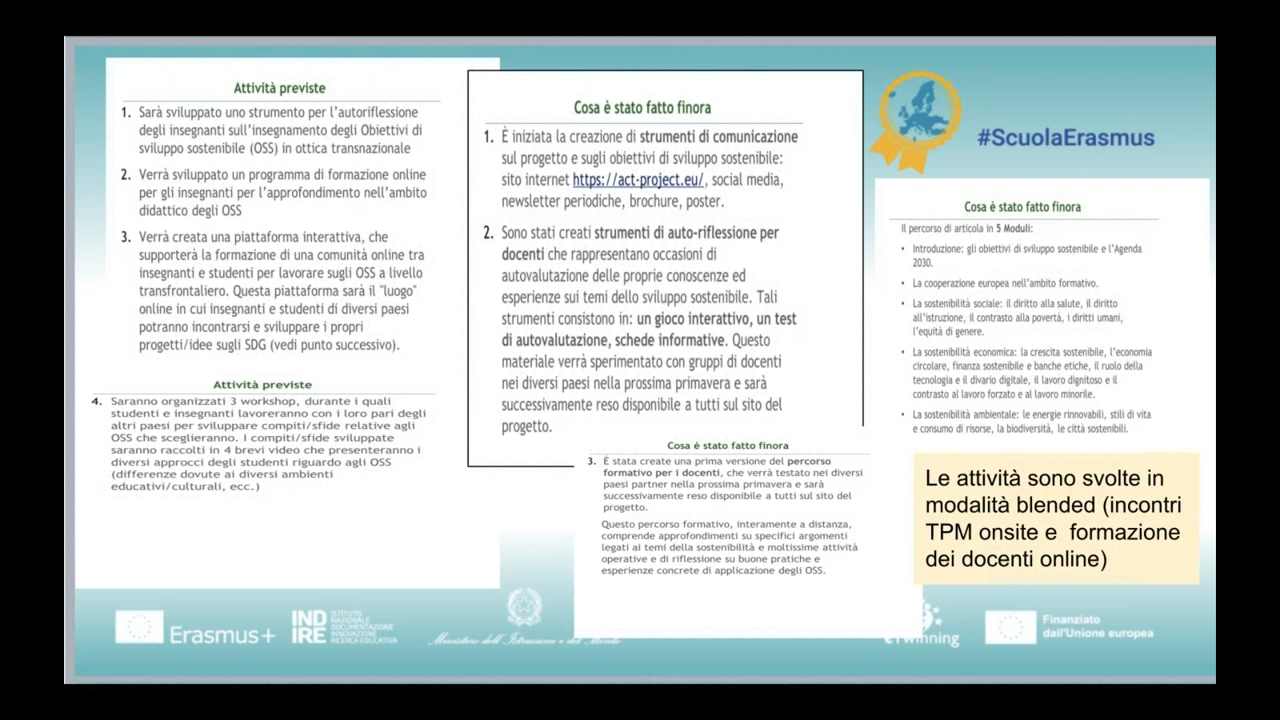 Attività previste
1. Sarà sviluppato uno strumento per l'autoriflessione
degli insegnanti sull'insegnamento degli Obiettivi di
sviluppo sostenibile (OSS) in ottica transnazionale
2. Verrà sviluppato un programma di formazione online
per gli insegnanti per l'approfondimento nell'ambito
didattico degli OSS
3. Verrà creata una piattaforma interattiva, che
supporterà la formazione di una comunità online tra
insegnanti e studenti per lavorare sugli OSS a livello
transfrontaliero. Questa piattaforma sarà il "luogo"
online in cui insegnanti e studenti di diversi paesi
potranno incontrarsi e sviluppare i propri
progetti/idee sugli SDG (vedi punto successivo).
Attività previste
4. Saranno organizzati 3 workshop, durante i quali
studenti e insegnanti lavoreranno con i loro pari degli
altri paesi per sviluppare compiti/sfide relative agli
OSS che sceglieranno. I compiti/sfide sviluppate
saranno raccolti in 4 brevi video che presenteranno i
diversi approcci degli studenti riguardo agli OSS
(differenze dovute ai diversi ambienti
educativi/culturali, ecc.)
Cosa è stato fatto finora
1. È iniziata la creazione di strumenti di comunicazione
sul progetto e sugli obiettivi di sviluppo sostenibile:
sito internet https://act-project.eu/, social media,
newsletter periodiche, brochure, poster.
2. Sono stati creati strumenti di auto-riflessione per
docenti che rappresentano occasioni di
autovalutazione delle proprie conoscenze ed
esperienze sui temi dello sviluppo sostenibile. Tali
strumenti consistono in: un gioco interattivo, un test
di autovalutazione, schede informative. Questo
materiale verrà sperimentato con gruppi di docenti
nei diversi paesi nella prossima primavera e sarà
successivamente reso disponibile a tutti sul sito del
progetto.
Cosa è stato fatto finora
3. È stata create una prima versione del percorso
formativo per i docenti, che verrà testato nei diversi
paesi partner nella prossima primavera e sarà
successivamente reso disponibile a tutti sul sito del
progetto.
Questo percorso formativo, interamente a distanza,
comprende approfondimenti su specifici argomenti
legati ai temi della sostenibilità e moltissime attività
operative e di riflessione su buone pratiche e
esperienze concrete di applicazione degli OSS.
#ScuolaErasmus
Cosa è stato fatto finora
Il percorso di articola in 5 Moduli:
• Introduzione: gli obiettivi di sviluppo sostenibile e l'Agenda
2030.
• La cooperazione europea nell'ambito formativo.
• La sostenibilità sociale: il diritto alla salute, il diritto
all'istruzione, il contrasto alla povertà, i diritti umani,
l'equità di genere.
• La sostenibilità economica: la crescita sostenibile, l'economia
circolare, finanza sostenibile e banche etiche, il ruolo della
tecnologia e il divario digitale, il lavoro dignitoso e il
contrasto al lavoro forzato e al lavoro minorile.
• La sostenibilità ambientale: le energie rinnovabili, stili di vita
e consumo di risorse, la biodiversità, le città sostenibili.
Le attività sono svolte in
modalità blended (incontri
TPM onsite e formazione
dei docenti online)
Erasmus+
INDIRE
ISTITUTO
NAZIONALE
DOCUMENTAZIONE
INNOVAZIONE
RICERCA EDUCATIVA
Ministero dell'Istruzione e del Merito
eTwinning
Finanziato
dall'Unione europea